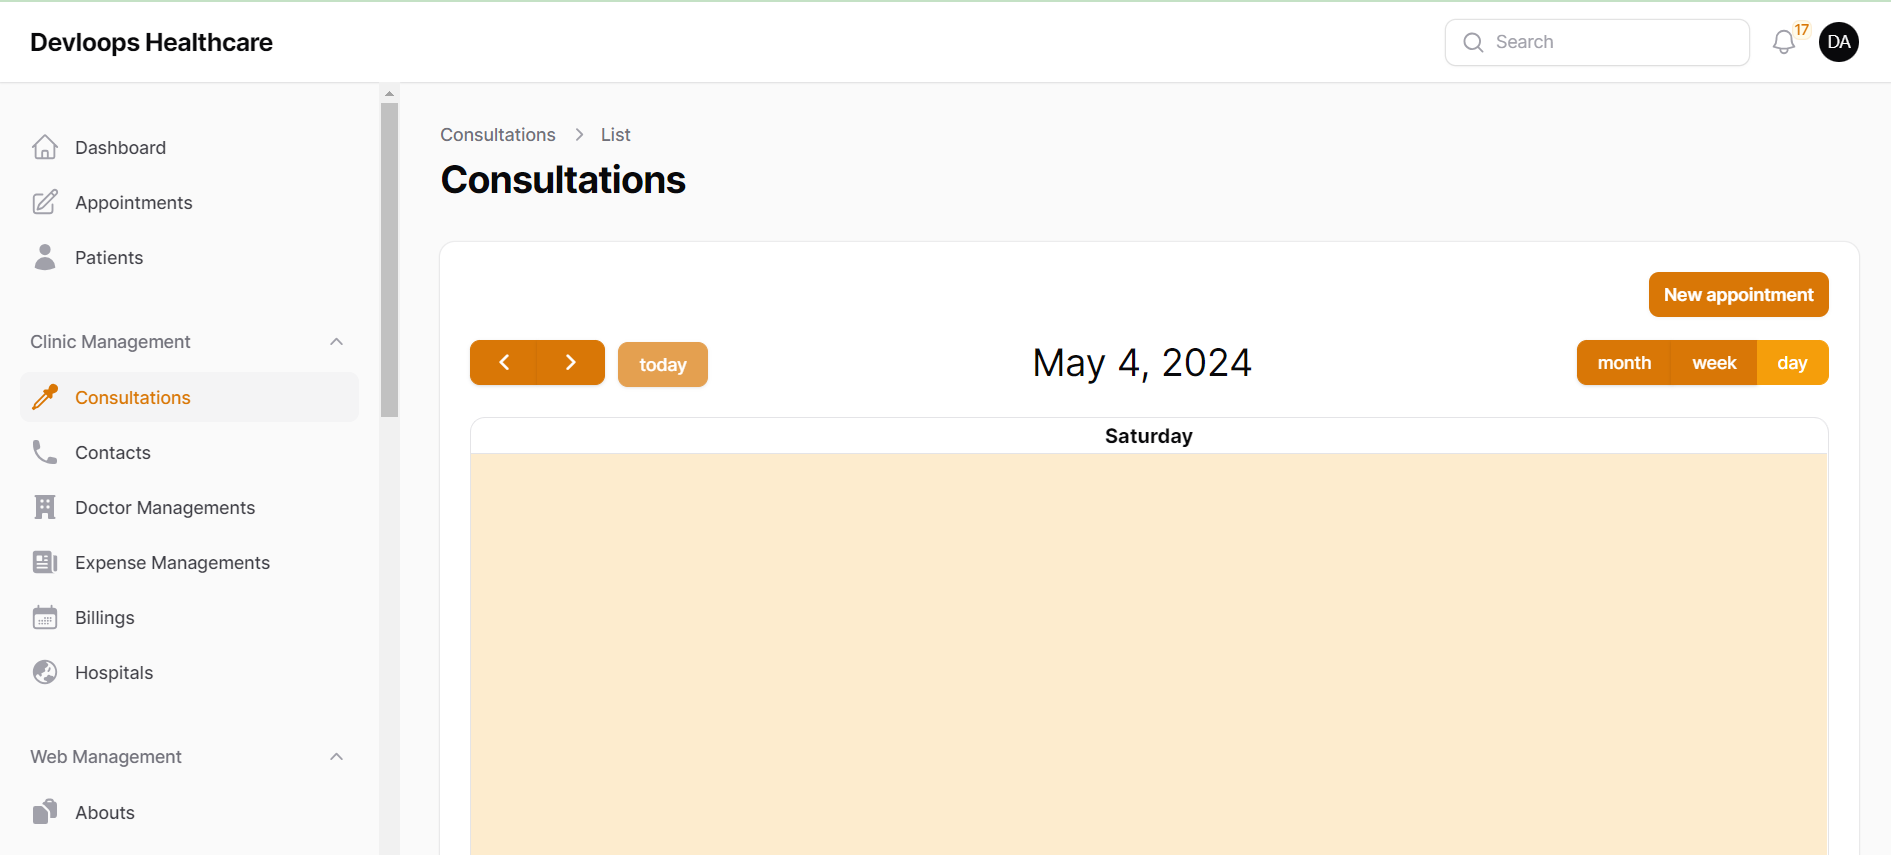 Devloops Healthcare
Search
17
DA
Dashboard
Appointments
Patients
Clinic Management
Consultations
Contacts
Doctor Managements
Expense Managements
Billings
Hospitals
Web Management
Abouts
Consultations > List
Consultations
New appointment
today
May 4, 2024
month week day
Saturday